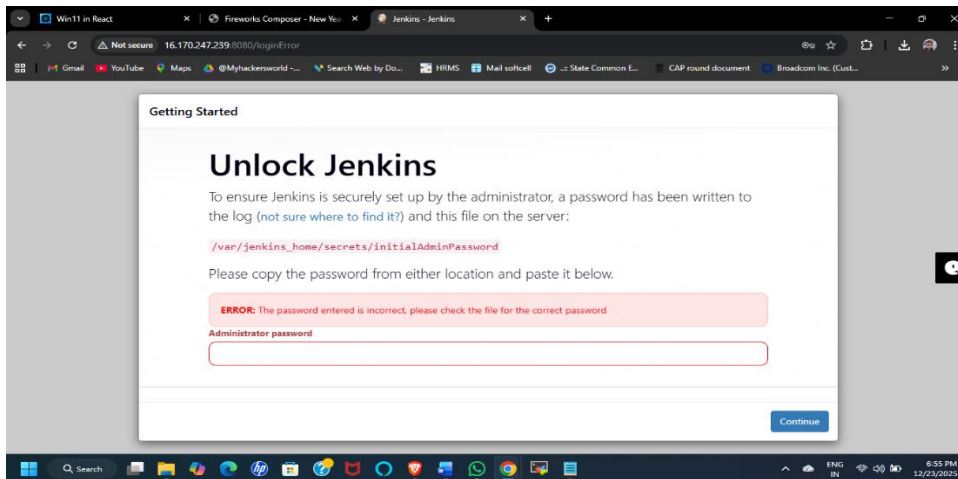 Win11 in React
Fireworks Composer - New Yea
Jenkins - Jenkins
Not secure 16.170.247.239:8080/loginError
Gmail YouTube Maps @Myhackersworld -... Search Web by Do... HRMS Mail softcell .:: State Common E... CAP round document Broadcom Inc. (Cust...
Getting Started
Unlock Jenkins
To ensure Jenkins is securely set up by the administrator, a password has been written to
the log (not sure where to find it?) and this file on the server:
/var/jenkins_home/secrets/initialAdminPassword
Please copy the password from either location and paste it below.
ERROR: The password entered is incorrect, please check the file for the correct password
Administrator password
Continue
Search
ENG
IN
6:55 PM
12/23/2025